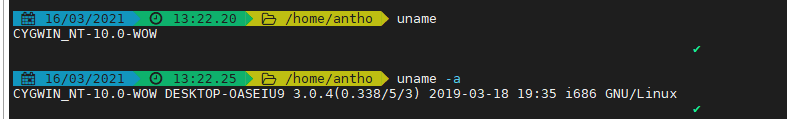 16/03/2021 13:22.20 /home/antho uname
CYGWIN_NT-10.0-WOW
✔
16/03/2021 13:22.25 /home/antho uname -a
CYGWIN_NT-10.0-WOW DESKTOP-OASEIU9 3.0.4(0.338/5/3) 2019-03-18 19:35 i686 GNU/Linux
✔